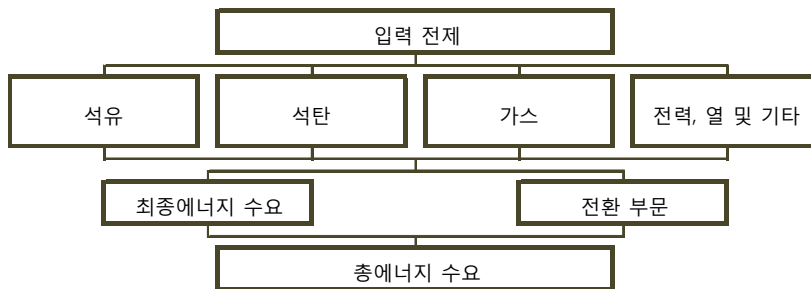 입력 전제
석유
석탄
가스
전력, 열 및 기타
최종에너지 수요
전환 부문
총에너지 수요